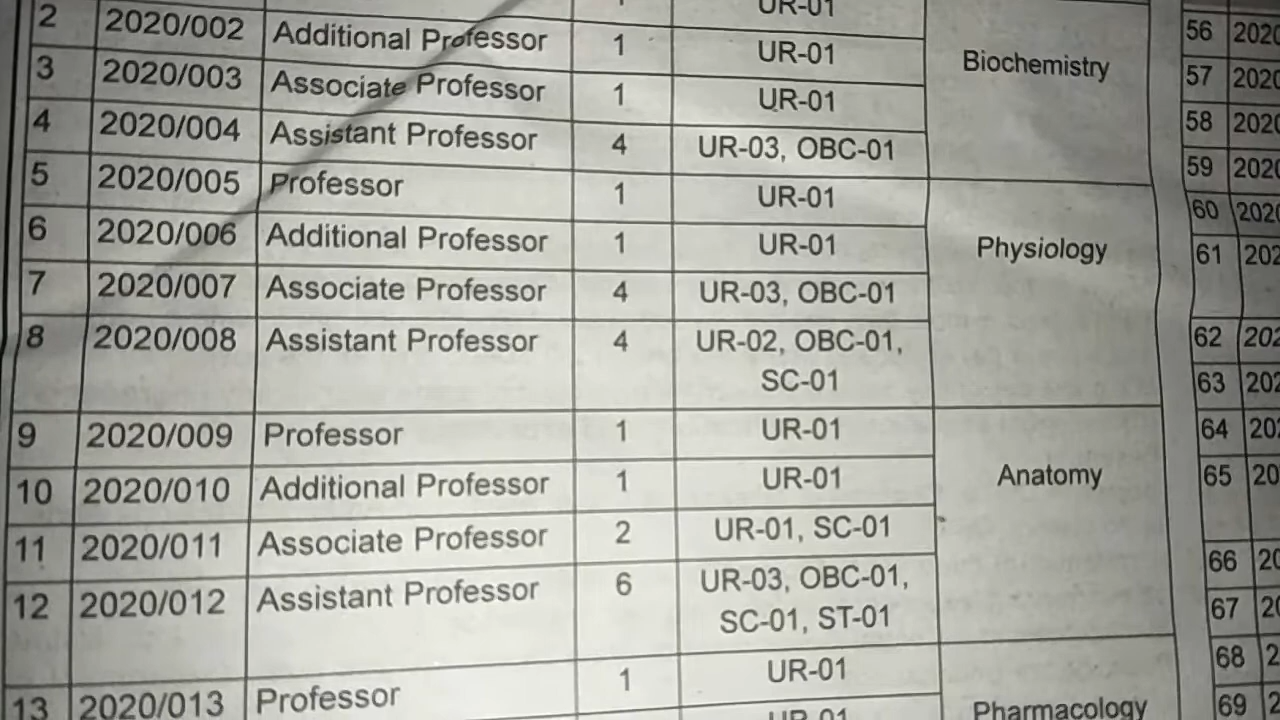 UR-01
2 2020/002 Additional Professor 1 UR-01 Biochemistry
3 2020/003 Associate Professor 1 UR-01
4 2020/004 Assistant Professor 4 UR-03, OBC-01
5 2020/005 Professor 1 UR-01 Physiology
6 2020/006 Additional Professor 1 UR-01
7 2020/007 Associate Professor 4 UR-03, OBC-01
8 2020/008 Assistant Professor 4 UR-02, OBC-01,
SC-01
9 2020/009 Professor 1 UR-01 Anatomy
10 2020/010 Additional Professor 1 UR-01
11 2020/011 Associate Professor 2 UR-01, SC-01
12 2020/012 Assistant Professor 6 UR-03, OBC-01,
SC-01, ST-01
13 2020/013 Professor 1 UR-01 Pharmacology
UR-01
56 2020
57 2020
58 2020
59 2020
60 2020
61 202
62 202
63 202
64 202
65 20
66 20
67 20
68 2
69 2